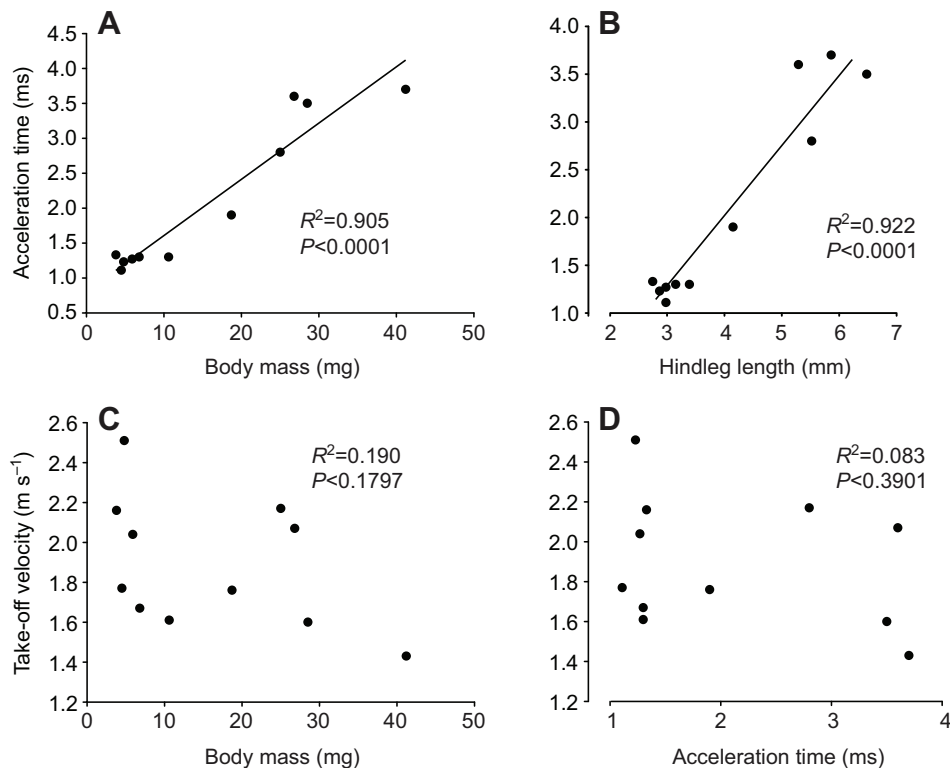 A
4.5
4.0
3.5
3.0
2.5
2.0
1.5
1.0
0.5
Acceleration time (ms)
R²=0.905
P<0.0001
0 10 20 30 40 50
Body mass (mg)
B
4.0
3.5
3.0
2.5
2.0
1.5
1.0
R²=0.922
P<0.0001
2 3 4 5 6 7
Hindleg length (mm)
C
2.6
2.4
2.2
2.0
1.8
1.6
1.4
1.2
Take-off velocity (m s⁻¹)
R²=0.190
P<0.1797
0 10 20 30 40 50
Body mass (mg)
D
2.6
2.4
2.2
2.0
1.8
1.6
1.4
1.2
R²=0.083
P<0.3901
1 2 3 4
Acceleration time (ms)